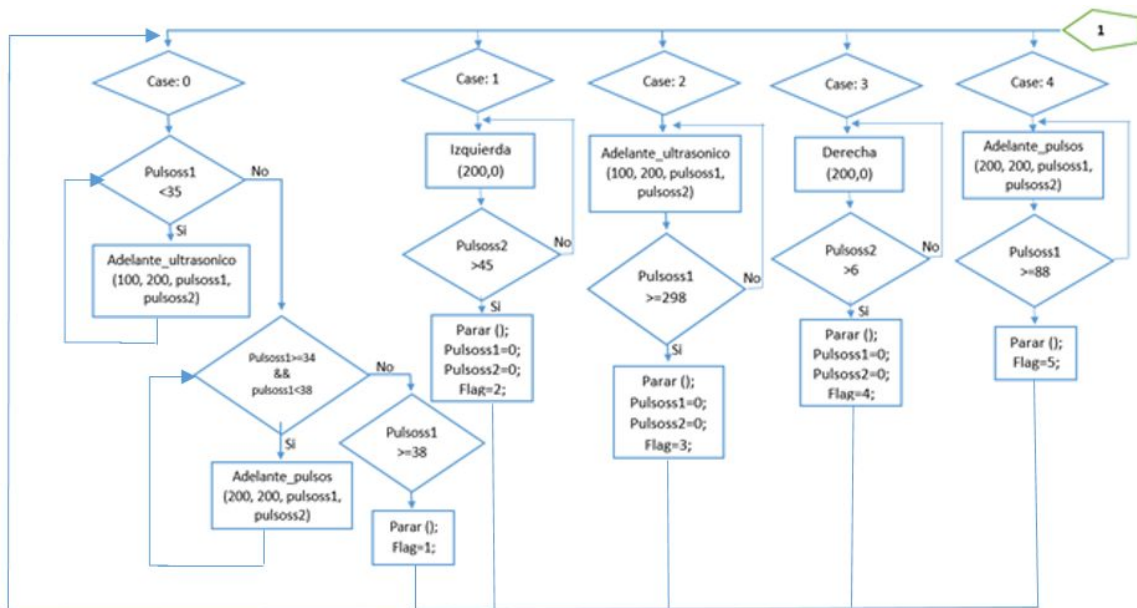 1
Case: 0
Pulsoss1
<35
No
Si
Adelante_ultrasonico
(100, 200, pulsoss1,
pulsoss2)
Pulsoss1>=34
&&
pulsoss1<38
No
Si
Adelante_pulsos
(200, 200, pulsoss1,
pulsoss2)
Pulsoss1
>=38
Parar ();
Flag=1;
Case: 1
Izquierda
(200,0)
Pulsoss2
>45
No
Si
Parar ();
Pulsoss1=0;
Pulsoss2=0;
Flag=2;
Case: 2
Adelante_ultrasonico
(100, 200, pulsoss1,
pulsoss2)
Pulsoss1
>=298
No
Si
Parar ();
Pulsoss1=0;
Pulsoss2=0;
Flag=3;
Case: 3
Derecha
(200,0)
Pulsoss2
>6
No
Si
Parar ();
Pulsoss1=0;
Pulsoss2=0;
Flag=4;
Case: 4
Adelante_pulsos
(200, 200, pulsoss1,
pulsoss2)
Pulsoss1
>=88
No
Parar ();
Flag=5;